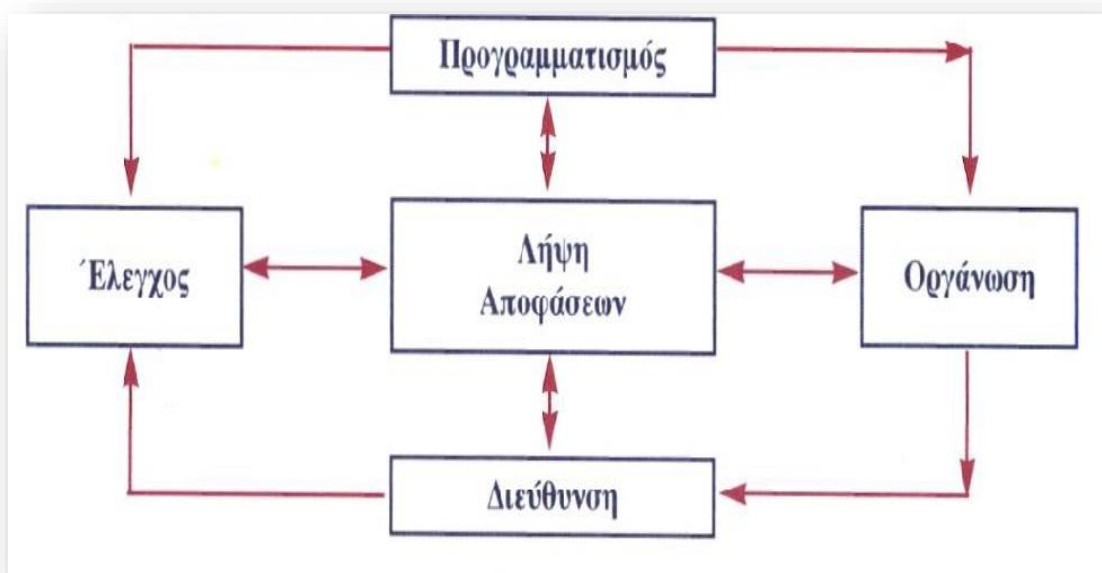 Προγραμματισμός
Έλεγχος
Λήψη
Αποφάσεων
Οργάνωση
Διεύθυνση